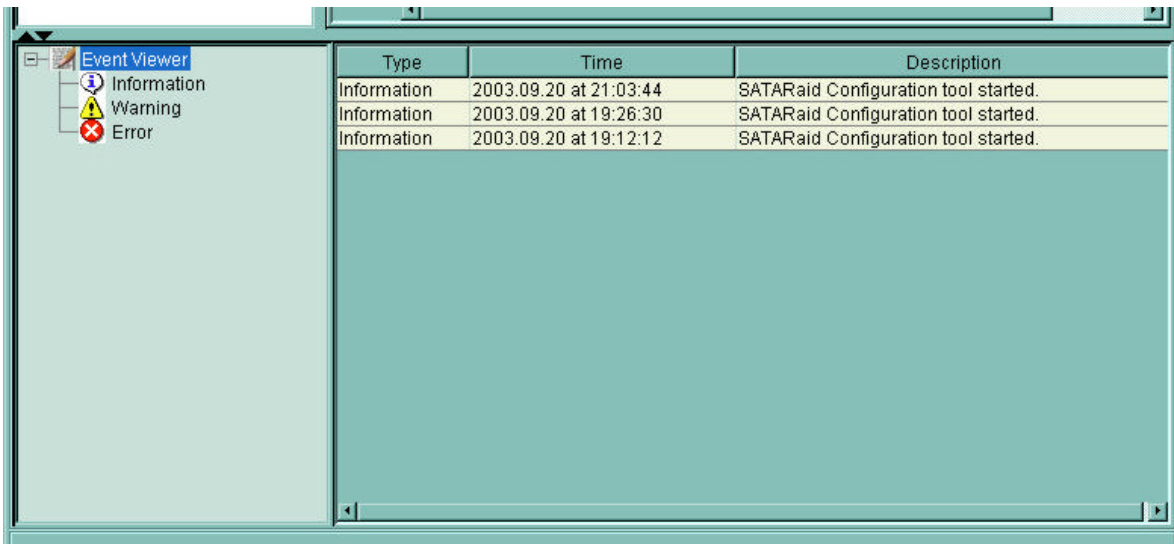 Event Viewer
Information
Warning
Error
Type Time Description
Information 2003.09.20 at 21:03:44 SATARaid Configuration tool started.
Information 2003.09.20 at 19:26:30 SATARaid Configuration tool started.
Information 2003.09.20 at 19:12:12 SATARaid Configuration tool started.